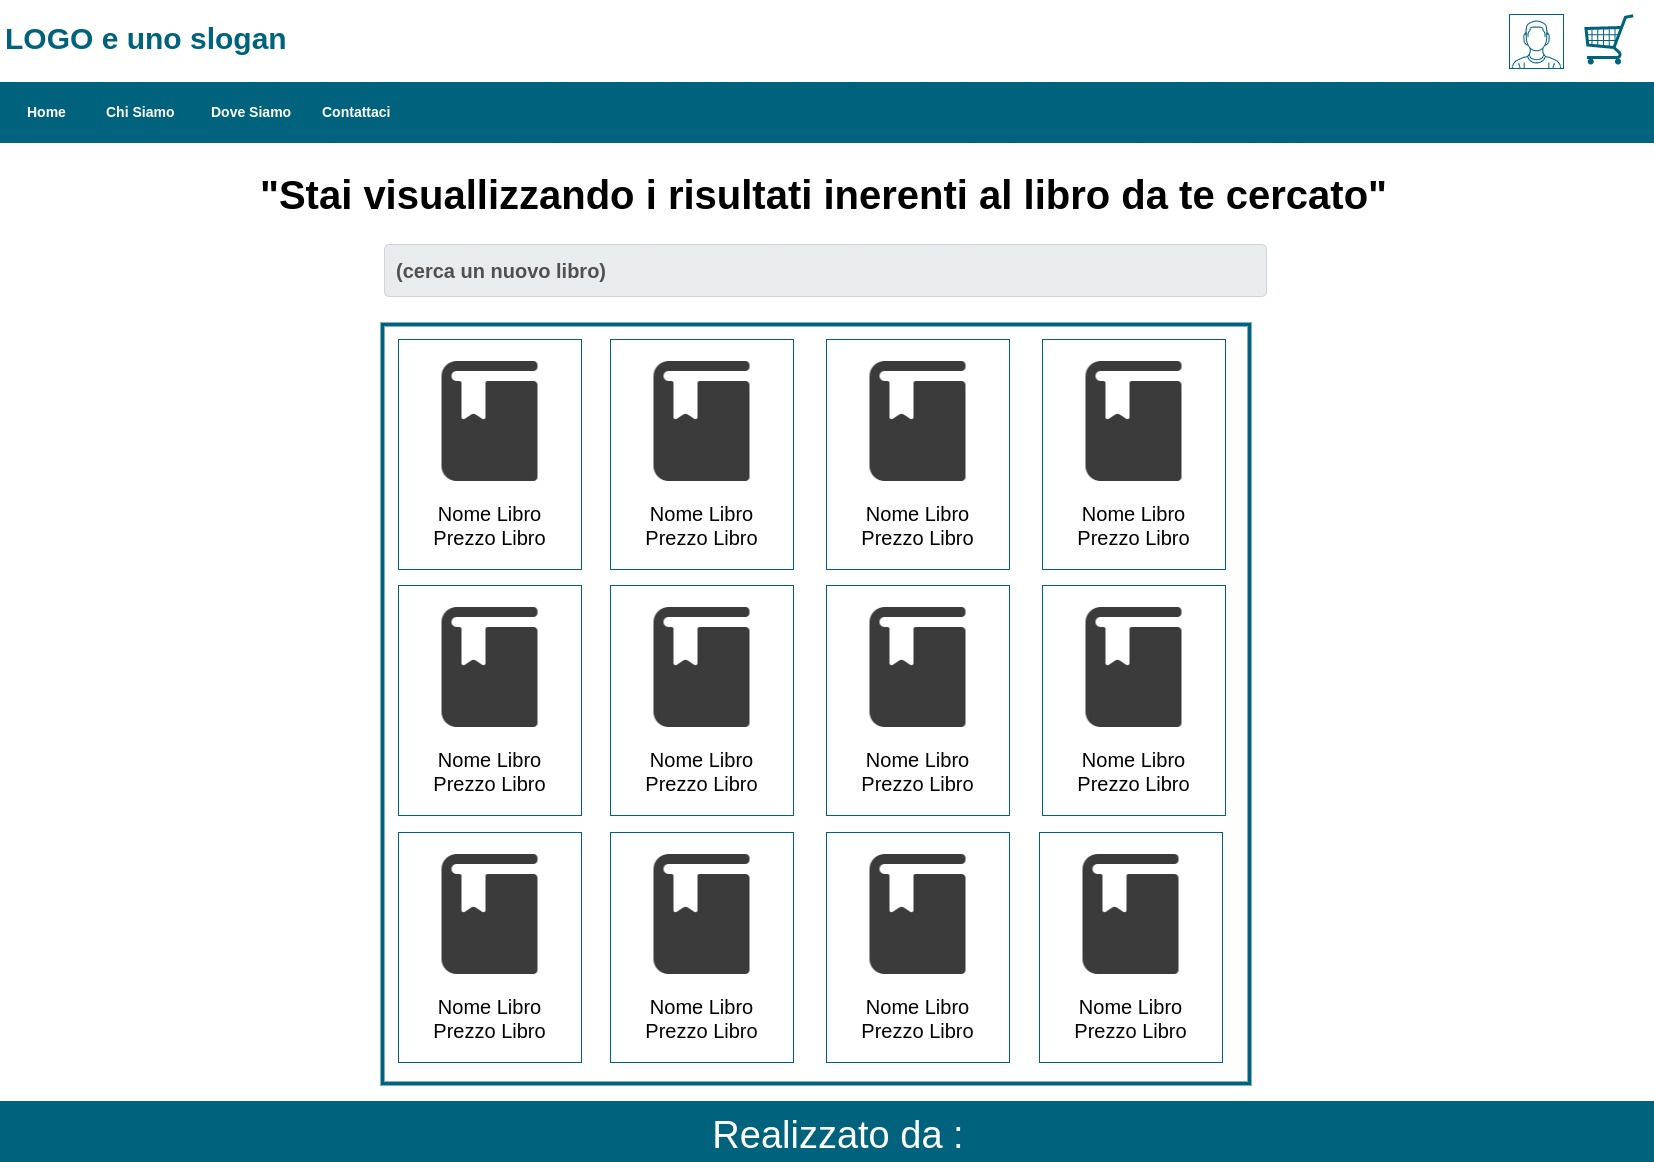 LOGO e uno slogan
Home Chi Siamo Dove Siamo Contattaci
"Stai visuallizzando i risultati inerenti al libro da te cercato"
(cerca un nuovo libro)
Nome Libro Nome Libro Nome Libro Nome Libro
Prezzo Libro Prezzo Libro Prezzo Libro Prezzo Libro
Nome Libro Nome Libro Nome Libro Nome Libro
Prezzo Libro Prezzo Libro Prezzo Libro Prezzo Libro
Nome Libro Nome Libro Nome Libro Nome Libro
Prezzo Libro Prezzo Libro Prezzo Libro Prezzo Libro
Realizzato da :